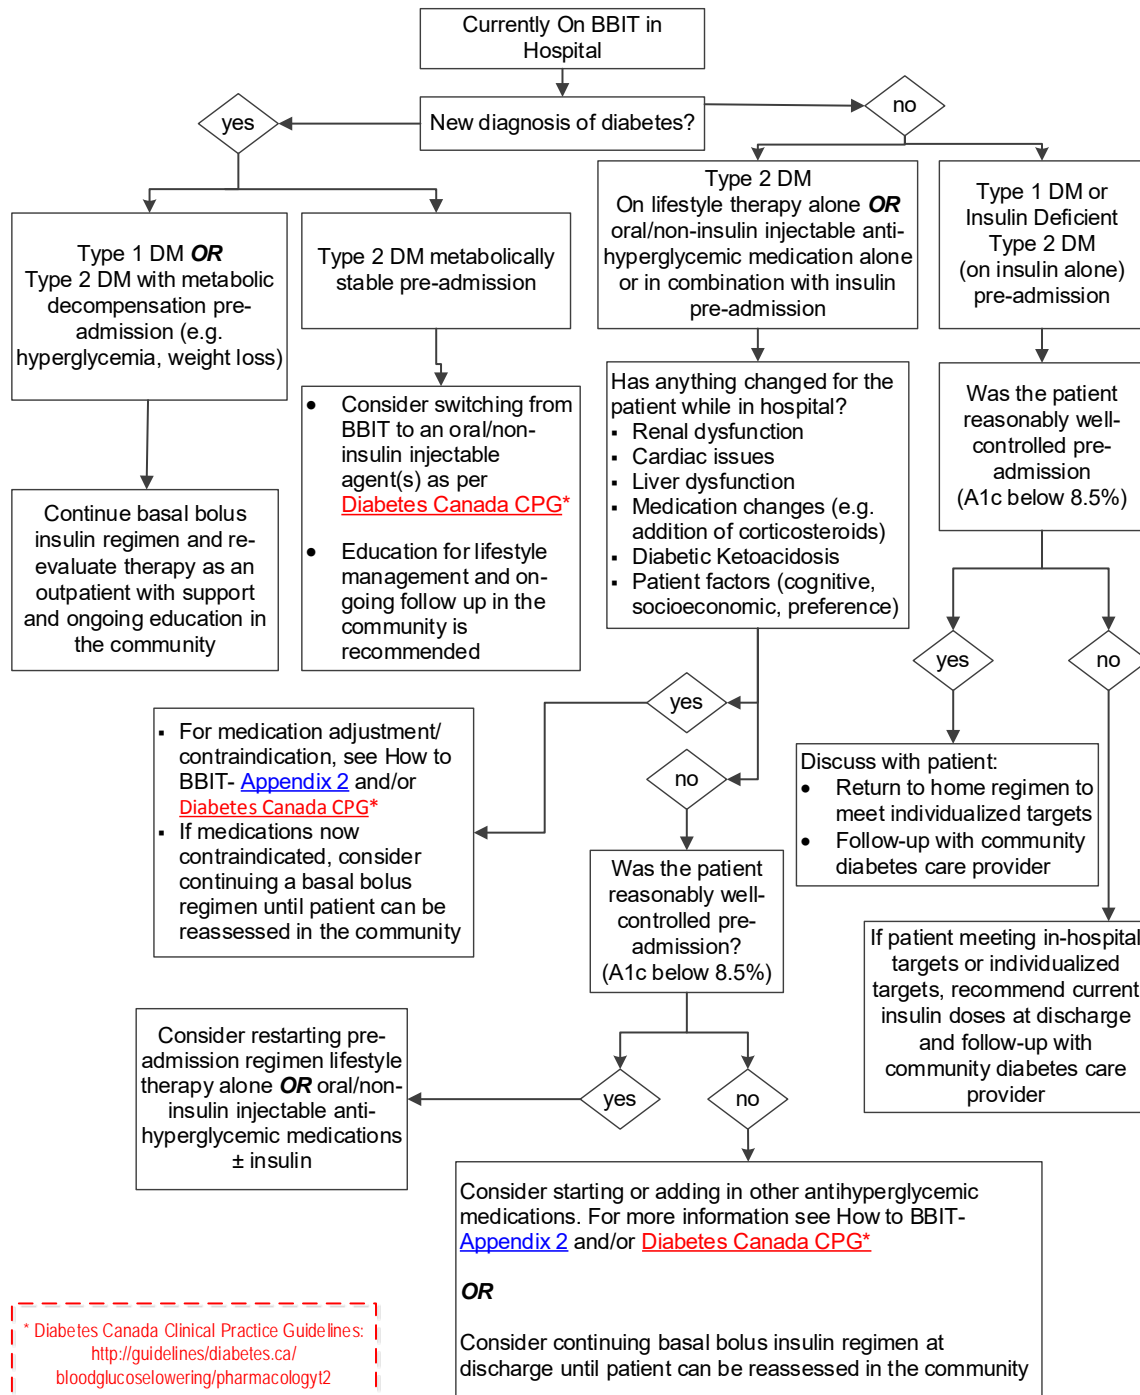 Currently On BBIT in
Hospital
New diagnosis of diabetes?
yes
no
Type 1 DM OR
Type 2 DM with metabolic
decompensation pre-
admission (e.g.
hyperglycemia, weight loss)
Type 2 DM metabolically
stable pre-admission
Type 2 DM
On lifestyle therapy alone OR
oral/non-insulin injectable anti-
hyperglycemic medication alone
or in combination with insulin
pre-admission
Type 1 DM or
Insulin Deficient
Type 2 DM
(on insulin alone)
pre-admission
Continue basal bolus
insulin regimen and re-
evaluate therapy as an
outpatient with support
and ongoing education in
the community
• Consider switching from
BBIT to an oral/non-
insulin injectable
agent(s) as per
Diabetes Canada CPG*
• Education for lifestyle
management and on-
going follow up in the
community is
recommended
Has anything changed for the
patient while in hospital?
▪ Renal dysfunction
▪ Cardiac issues
▪ Liver dysfunction
▪ Medication changes (e.g.
addition of corticosteroids)
▪ Diabetic Ketoacidosis
▪ Patient factors (cognitive,
socioeconomic, preference)
Was the patient
reasonably well-
controlled pre-
admission
(A1c below 8.5%)
yes
no
yes
no
▪ For medication adjustment/
contraindication, see How to
BBIT- Appendix 2 and/or
Diabetes Canada CPG*
▪ If medications now
contraindicated, consider
continuing a basal bolus
regimen until patient can be
reassessed in the community
Discuss with patient:
• Return to home regimen to
meet individualized targets
• Follow-up with community
diabetes care provider
Was the patient
reasonably well-
controlled pre-
admission?
(A1c below 8.5%)
If patient meeting in-hospital
targets or individualized
targets, recommend current
insulin doses at discharge
and follow-up with
community diabetes care
provider
Consider restarting pre-
admission regimen lifestyle
therapy alone OR oral/non-
insulin injectable anti-
hyperglycemic medications
± insulin
yes
no
Consider starting or adding in other antihyperglycemic
medications. For more information see How to BBIT-
Appendix 2 and/or Diabetes Canada CPG*
OR
Consider continuing basal bolus insulin regimen at
discharge until patient can be reassessed in the community
* Diabetes Canada Clinical Practice Guidelines:
http://guidelines/diabetes.ca/
bloodglucoselowering/pharmacologyt2